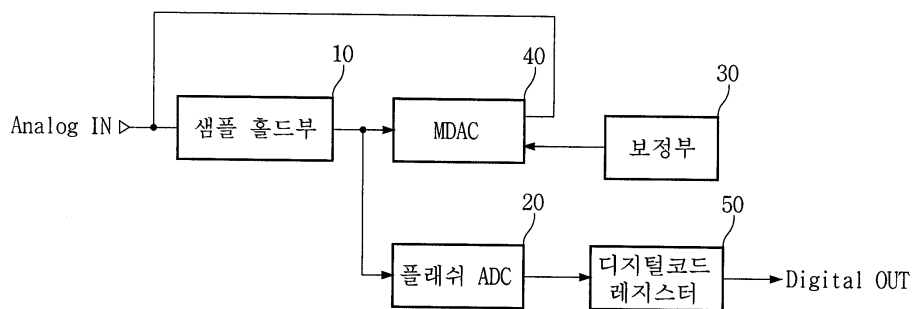 10
40
30
Analog IN
샘플 홀드부
MDAC
보정부
20
50
플래쉬 ADC
디지털코드
레지스터
Digital OUT